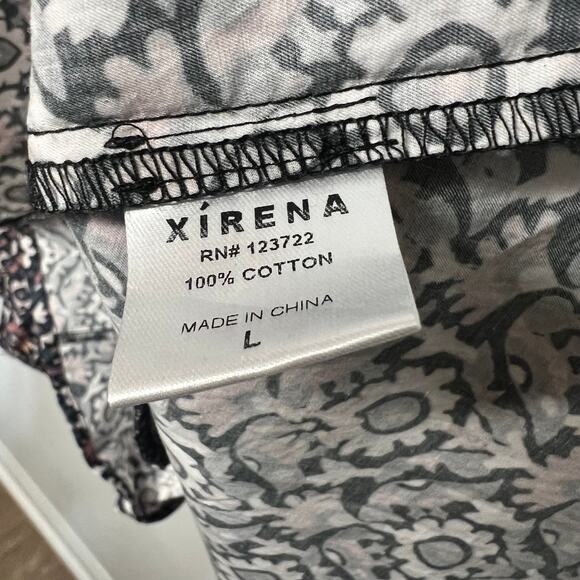 XÍRENA
RN# 123722
100% COTTON
MADE IN CHINA
L